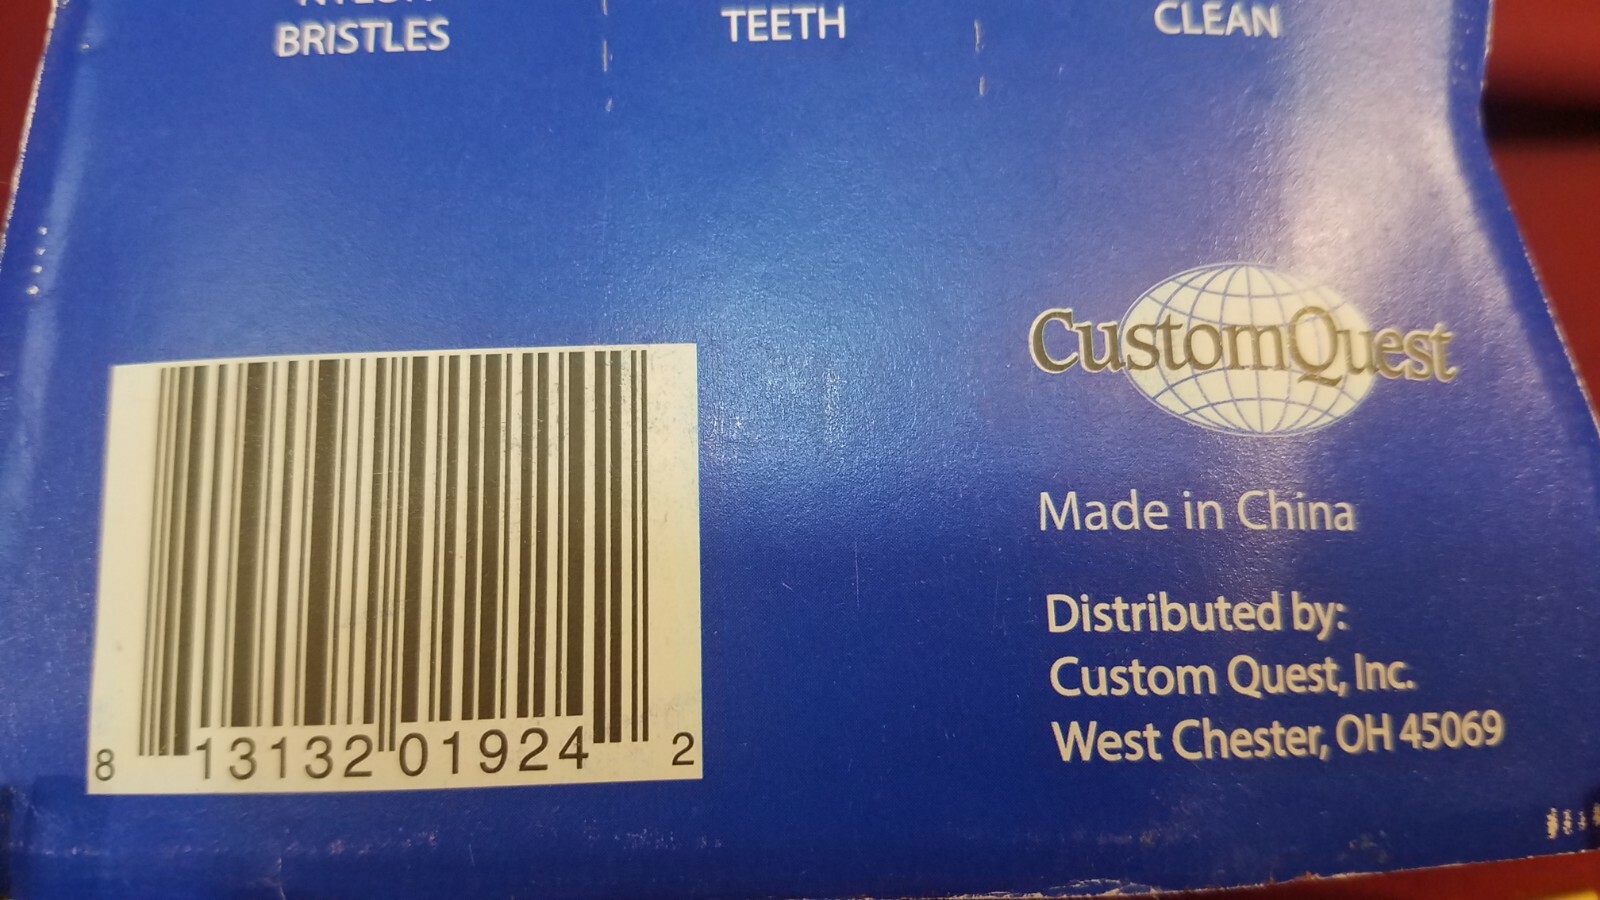 NYLON
BRISTLES
TEETH
CLEAN
CustomQuest
Made in China
Distributed by:
Custom Quest, Inc.
West Chester, OH 45069
8 13132 01924 2